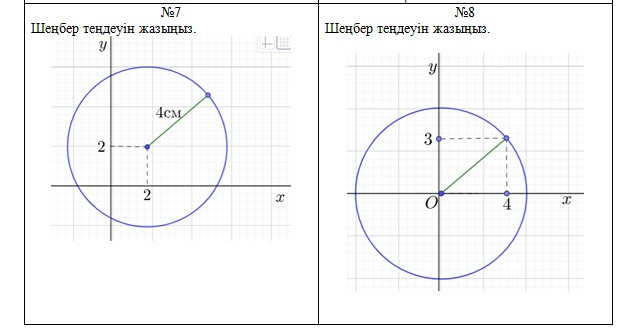 №7
Шеңбер теңдеуін жазыңыз.
y
4см
2
2
x
№8
Шеңбер теңдеуін жазыңыз.
y
3
O
4
x